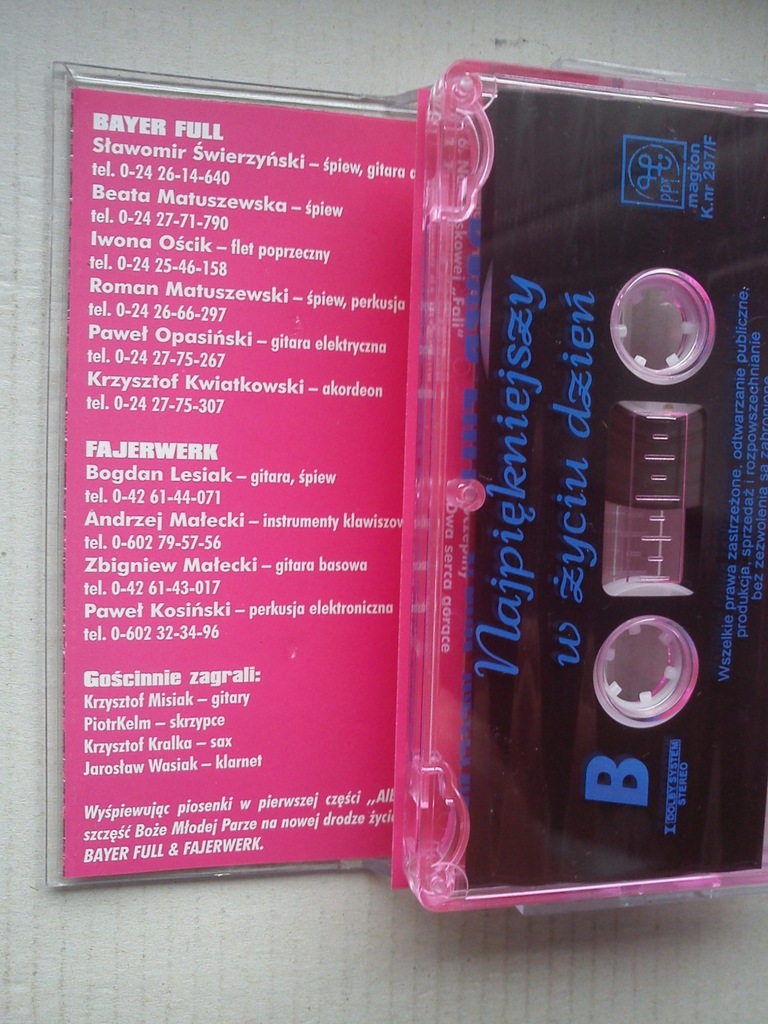 BAYER FULL
Sławomir Świerzyński – śpiew, gitara
tel. 0-24 26-14-640
Beata Matuszewska – śpiew
tel. 0-24 27-71-790
Iwona Ościk – flet poprzeczny
tel. 0-24 25-46-158
Roman Matuszewski – śpiew, perkusja
tel. 0-24 26-66-297
Paweł Opasiński – gitara elektryczna
tel. 0-24 27-75-267
Krzysztof Kwiatkowski – akordeon
tel. 0-24 27-75-307
FAJERWERK
Bogdan Lesiak – gitara, śpiew
tel. 0-42 61-44-071
Andrzej Małecki – instrumenty klawiszow
tel. 0-602 79-57-56
Zbigniew Małecki – gitara basowa
tel. 0-42 61-43-017
Paweł Kosiński – perkusja elektroniczna
tel. 0-602 32-34-96
Gościnnie zagrali:
Krzysztof Misiak – gitary
PiotrKelm – skrzypce
Krzysztof Kralka – sax
Jarosław Wasiak – klarnet
Wyśpiewując piosenki w pierwszej części
szczęść Boże Młodej Parze na nowej drodze
BAYER FULL & FAJERWERK.
skowej „Fali"
Dwa serca gorące
Najpiękniejszy
w życiu dzień
ppy
magton
K.nr 297/F
B
DOLBY SYSTEM
STEREO
Wszelkie prawa zastrzeżone, odtwarzanie publiczne,
produkcja, sprzedaż i rozpowszechnianie
bez zezwolenia są zabronione